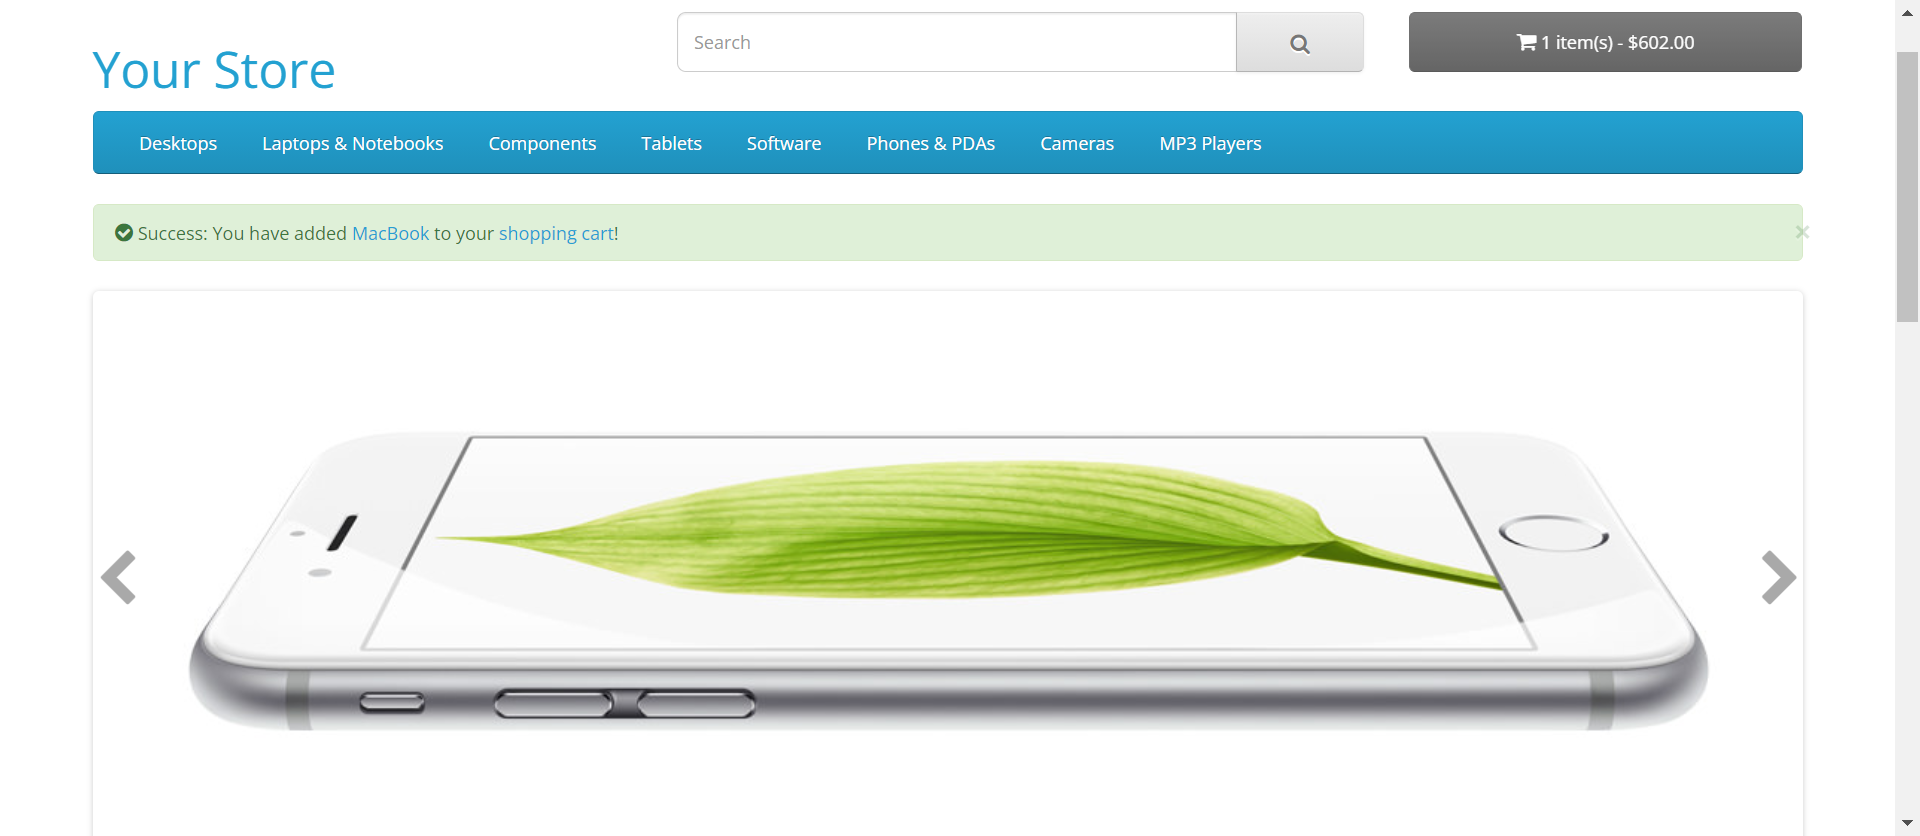 Search
1 item(s) - $602.00
Your Store
Desktops Laptops & Notebooks Components Tablets Software Phones & PDAs Cameras MP3 Players
Success: You have added MacBook to your shopping cart!
×